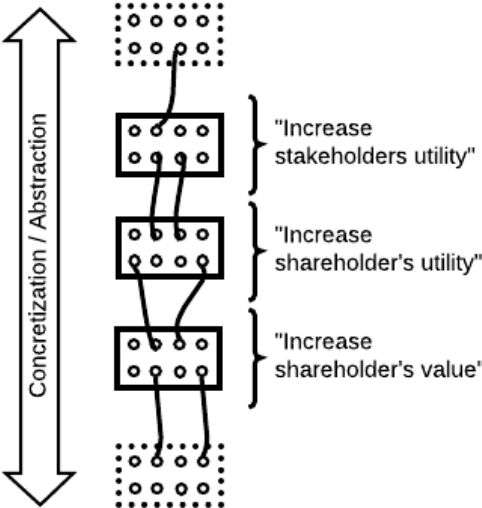 Concretization / Abstraction
"Increase
stakeholders utility"
"Increase
shareholder's utility"
"Increase
shareholder's value'